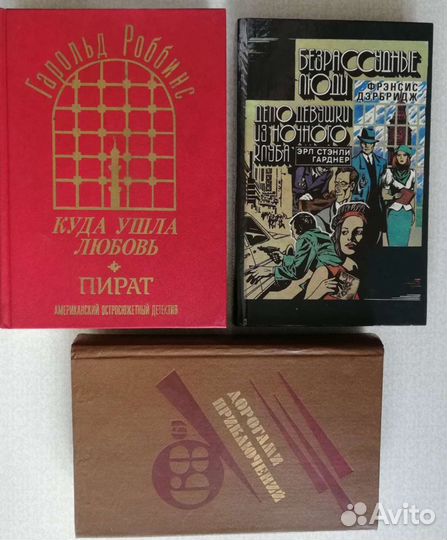 Гарольд Роббинс
КУДА УШЛА
ЛЮБОВЬ
ПИРАТ
АМЕРИКАНСКИЙ ОСТРОСЮЖЕТНЫЙ ДЕТЕКТИВ
БЕЗРАССУДНЫЕ
ЛЮДИ
ФРЭНСИС
ДЭРБРИДЖ
ДЕЛО ДЕВУШКИ
ИЗ НОЧНОГО
КЛУБА
ЭРЛ СТЭНЛИ
ГАРДНЕР
ДОРОГАМИ
ПРИКЛЮЧЕНИЙ
Avito